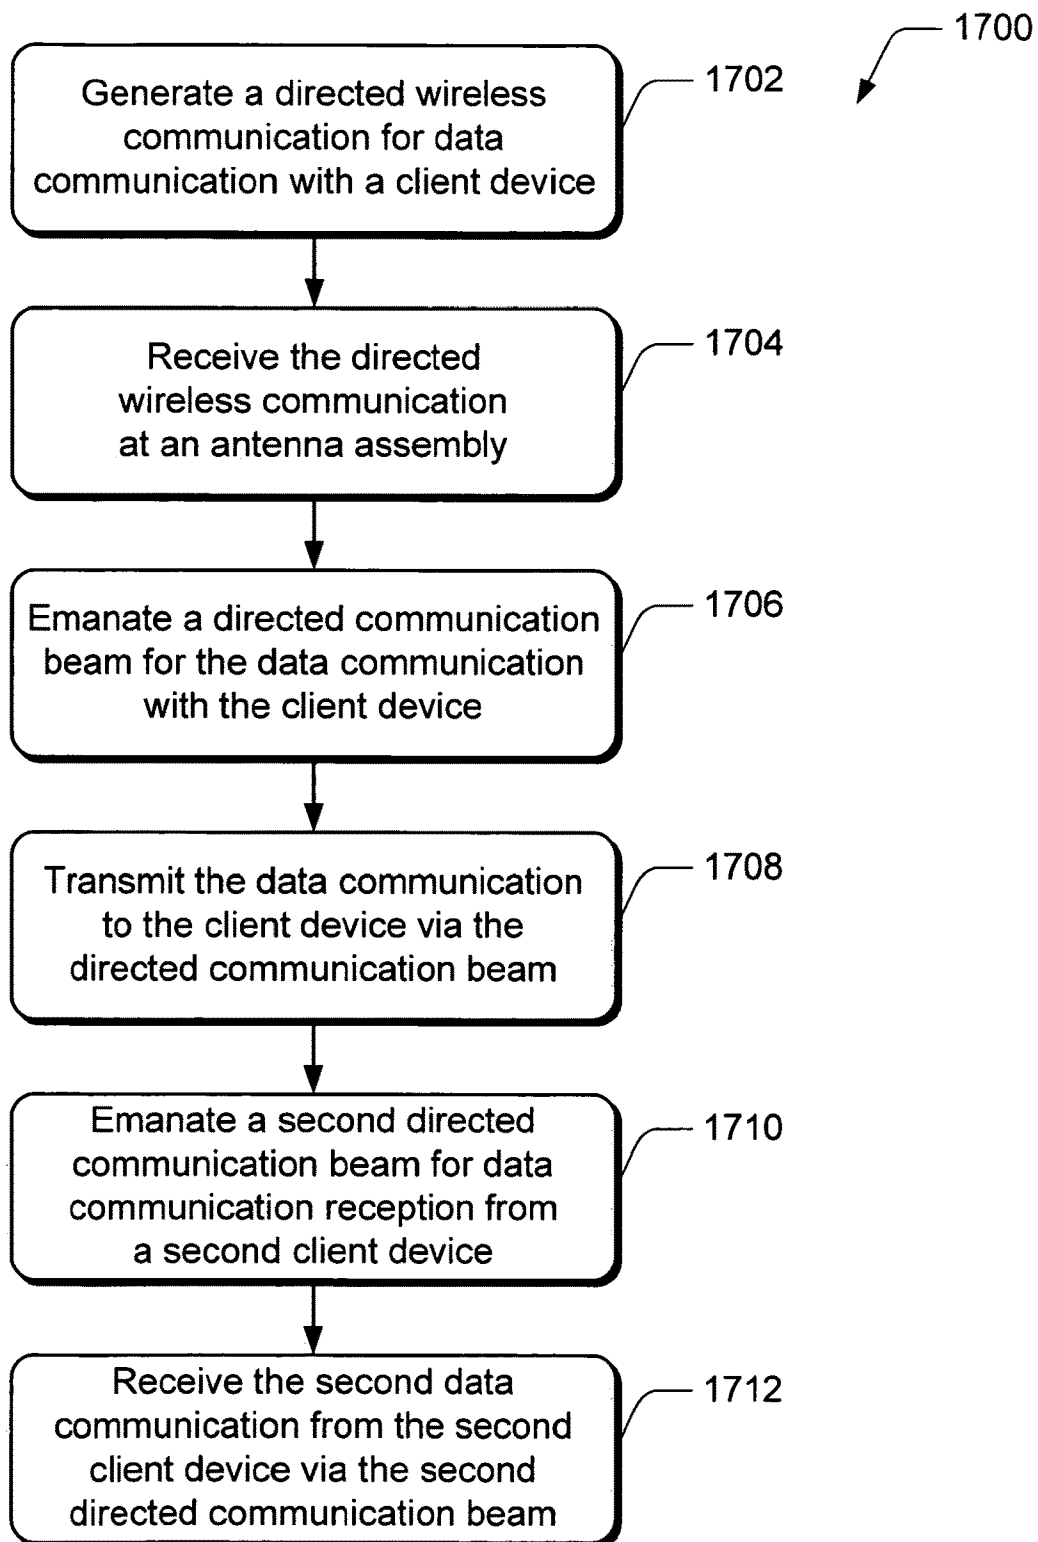 1700
Generate a directed wireless
communication for data
communication with a client device
1702
Receive the directed
wireless communication
at an antenna assembly
1704
Emanate a directed communication
beam for the data communication
with the client device
1706
Transmit the data communication
to the client device via the
directed communication beam
1708
Emanate a second directed
communication beam for data
communication reception from
a second client device
1710
Receive the second data
communication from the second
client device via the second
directed communication beam
1712